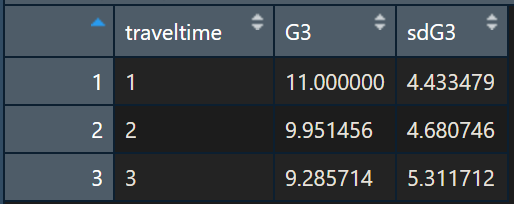 traveltime G3 sdG3
1 1 11.000000 4.433479
2 2 9.951456 4.680746
3 3 9.285714 5.311712